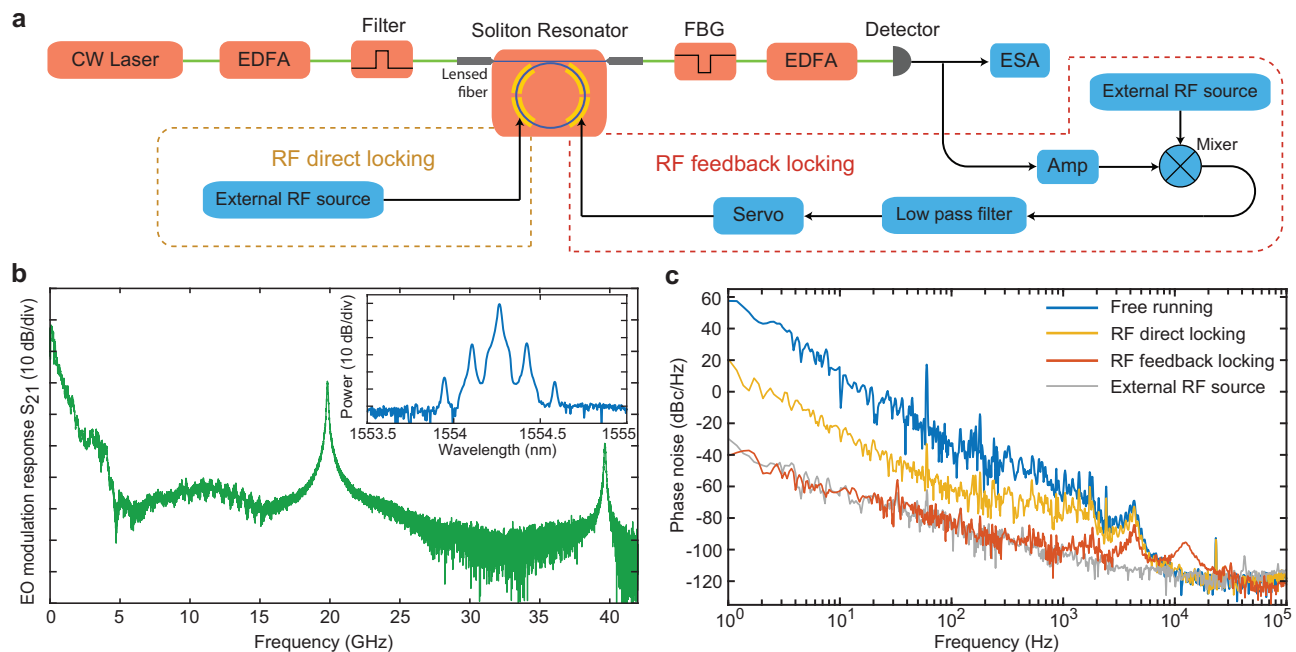 a
CW Laser
EDFA
Filter
Lensed
fiber
Soliton Resonator
FBG
EDFA
Detector
ESA
External RF source
Mixer
Amp
RF direct locking
External RF source
RF feedback locking
Servo
Low pass filter
b
EO modulation response S21 (10 dB/div)
0 5 10 15 20 25 30 35 40
Frequency (GHz)
Power (10 dB/div)
1553.5 1554 1554.5 1555
Wavelength (nm)
c
Phase noise (dBc/Hz)
60
40
20
0
-20
-40
-60
-80
-100
-120
10^0 10^1 10^2 10^3 10^4 10^5
Frequency (Hz)
Free running
RF direct locking
RF feedback locking
External RF source